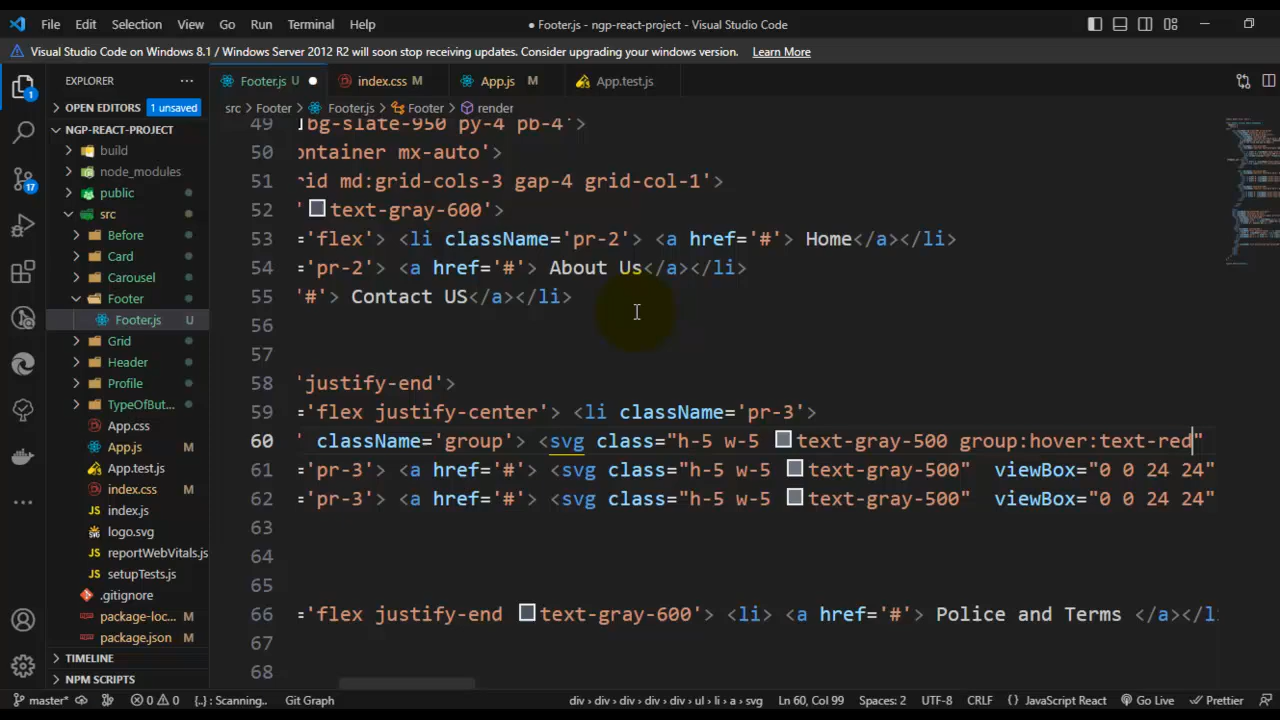 File Edit Selection View Go Run Terminal Help ● Footer.js - ngp-react-project - Visual Studio Code
Visual Studio Code on Windows 8.1 / Windows Server 2012 R2 will soon stop receiving updates. Consider upgrading your windows version. Learn More
EXPLORER ··· Footer.js U ● index.css M App.js M App.test.js
OPEN EDITORS 1 unsaved src > Footer > Footer.js > Footer > render
NGP-REACT-PROJECT
build
node_modules
public
src
Before
Card
Carousel
Footer
Footer.js U
Grid
Header
Profile
TypeOfBut...
App.css
App.js M
App.test.js
index.css M
index.js
logo.svg
reportWebVitals.js
setupTests.js
.gitignore
package-loc... M
package.json M
TIMELINE
NPM SCRIPTS
1
17
49 bg-slate-950 py-4 pb-4'>
50 ontainer mx-auto'>
51 rid md:grid-cols-3 gap-4 grid-col-1'>
52 'text-gray-600'>
53 ='flex'> <li className='pr-2'> <a href='#'> Home</a></li>
54 ='pr-2'> <a href='#'> About Us</a></li>
55 '#'> Contact US</a></li>
56
57
58 'justify-end'>
59 ='flex justify-center'> <li className='pr-3'>
60 ' className='group'> <svg class="h-5 w-5 text-gray-500 group:hover:text-red"
61 ='pr-3'> <a href='#'> <svg class="h-5 w-5 text-gray-500"  viewBox="0 0 24 24"
62 ='pr-3'> <a href='#'> <svg class="h-5 w-5 text-gray-500"  viewBox="0 0 24 24"
63
64
65
66 ='flex justify-end text-gray-600'> <li> <a href='#'> Police and Terms </a></l
67
68
master* 0 0 {..} : Scanning.. Git Graph div › div › div › div › div › ul › li › a › svg Ln 60, Col 99 Spaces: 2 UTF-8 CRLF {} JavaScript React Go Live Prettier